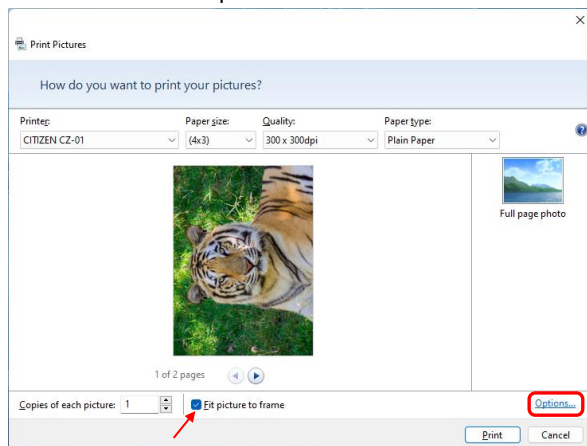 Print Pictures
How do you want to print your pictures?
Printer: Paper size: Quality: Paper type:
CITIZEN CZ-01 (4x3) 300 x 300dpi Plain Paper
Full page photo
1 of 2 pages
Copies of each picture: 1 Fit picture to frame Options...
Print Cancel